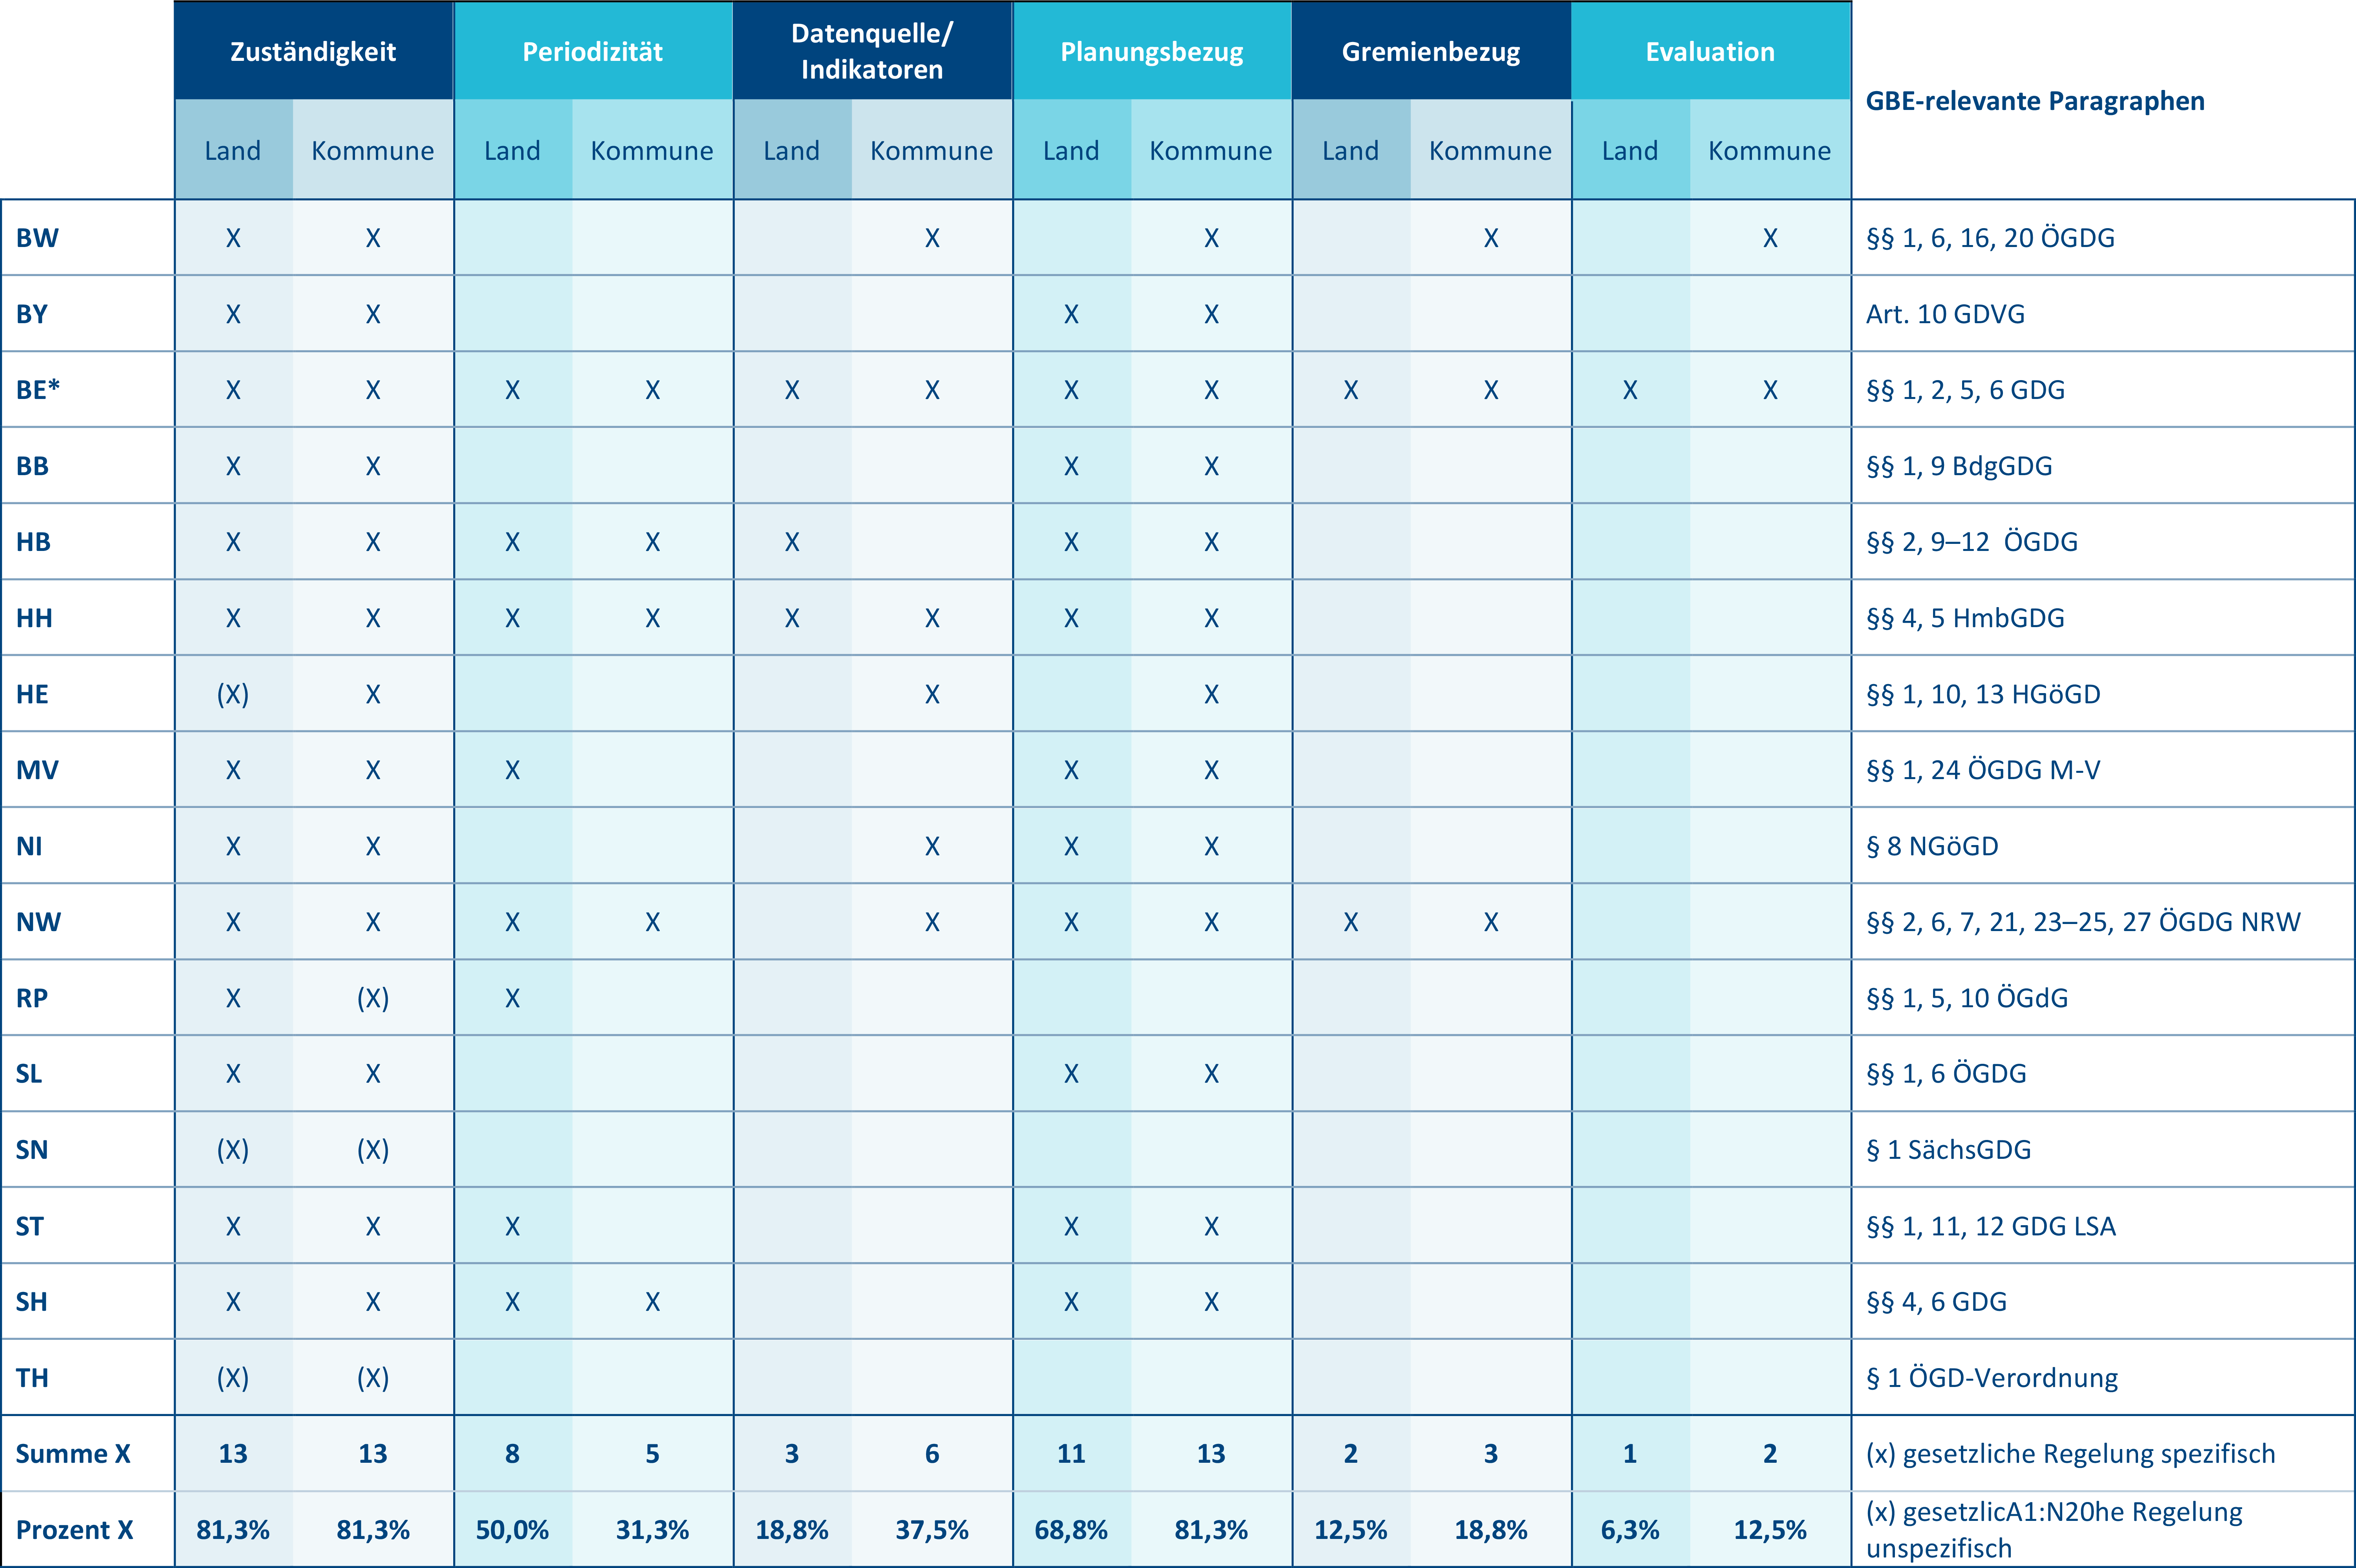 Zuständigkeit Periodizität Datenquelle/ Indikatoren Planungsbezug Gremienbezug Evaluation GBE-relevante Paragraphen
Land Kommune Land Kommune Land Kommune Land Kommune Land Kommune Land Kommune
BW X X X X X X §§ 1, 6, 16, 20 ÖGDG
BY X X X X Art. 10 GDVG
BE* X X X X X X X X X X X X §§ 1, 2, 5, 6 GDG
BB X X X X §§ 1, 9 BdgGDG
HB X X X X X X X §§ 2, 9–12 ÖGDG
HH X X X X X X X X §§ 4, 5 HmbGDG
HE (X) X X X §§ 1, 10, 13 HGöGD
MV X X X X X §§ 1, 24 ÖGDG M-V
NI X X X X X § 8 NGöGD
NW X X X X X X X X X §§ 2, 6, 7, 21, 23–25, 27 ÖGDG NRW
RP X (X) X §§ 1, 5, 10 ÖGdG
SL X X X X §§ 1, 6 ÖGDG
SN (X) (X) § 1 SächsGDG
ST X X X X X §§ 1, 11, 12 GDG LSA
SH X X X X X X §§ 4, 6 GDG
TH (X) (X) § 1 ÖGD-Verordnung
Summe X 13 13 8 5 3 6 11 13 2 3 1 2 (x) gesetzliche Regelung spezifisch
Prozent X 81,3% 81,3% 50,0% 31,3% 18,8% 37,5% 68,8% 81,3% 12,5% 18,8% 6,3% 12,5% (x) gesetzlicA1:N20he Regelung
unspezifisch